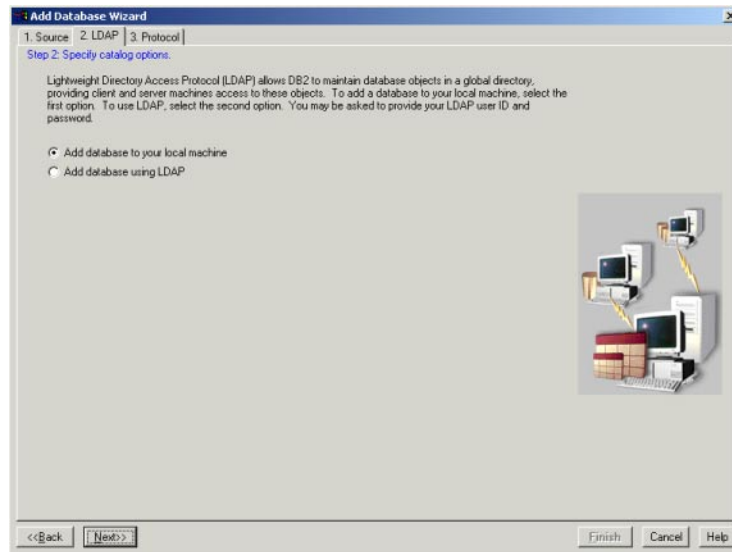 Add Database Wizard
1. Source 2. LDAP 3. Protocol
Step 2: Specify catalog options.
Lightweight Directory Access Protocol (LDAP) allows DB2 to maintain database objects in a global directory,
providing client and server machines access to these objects. To add a database to your local machine, select the
first option. To use LDAP, select the second option. You may be asked to provide your LDAP user ID and
password.
Add database to your local machine
Add database using LDAP
<<Back Next>> Finish Cancel Help